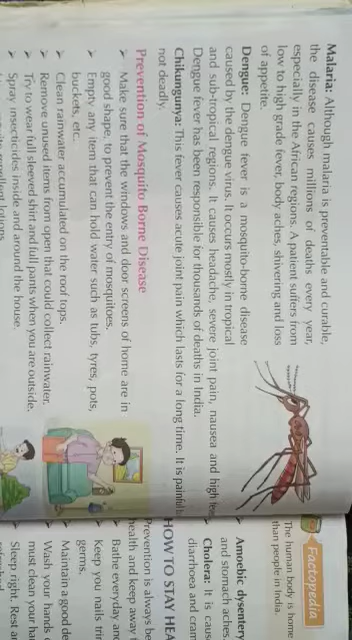 Malaria: Although malaria is preventable and curable,
the disease causes millions of deaths every year,
especially in the African regions. A patient suffers from
low to high grade fever, body aches, shivering and loss
of appetite.
Dengue: Dengue fever is a mosquito-borne disease
caused by the dengue virus. It occurs mostly in tropical
and sub-tropical regions. It causes headache, severe joint pain, nausea and high
Dengue fever has been responsible for thousands of deaths in India.
Chikungunya: This fever causes acute joint pain which lasts for a long time. It is painful
not deadly.
Prevention of Mosquito Borne Disease
➤ Make sure that the windows and door screens of home are in
good shape, to prevent the entry of mosquitoes.
➤ Empty any item that can hold water such as tubs, tyres, pots,
buckets, etc..
➤ Clean rainwater accumulated on the roof tops.
➤ Remove unused items from open that could collect rainwater.
➤ Try to wear full sleeved shirt and full pants when you are outside.
➤ Spray insecticides inside and around the house.
repellent lotions
Factopedia
The human body is home
than people in India.
Amoebic dysentery
and stomach aches
➤ Cholera: It is caus
diarrhoea and cram
HOW TO STAY HEA
Prevention is always be
health and keep away
➤ Bathe everyday an
➤ Keep you nails trim
➤ Maintain a good de
germs.
➤ Wash your hands
must clean your ha
➤ Sleep right. Rest a